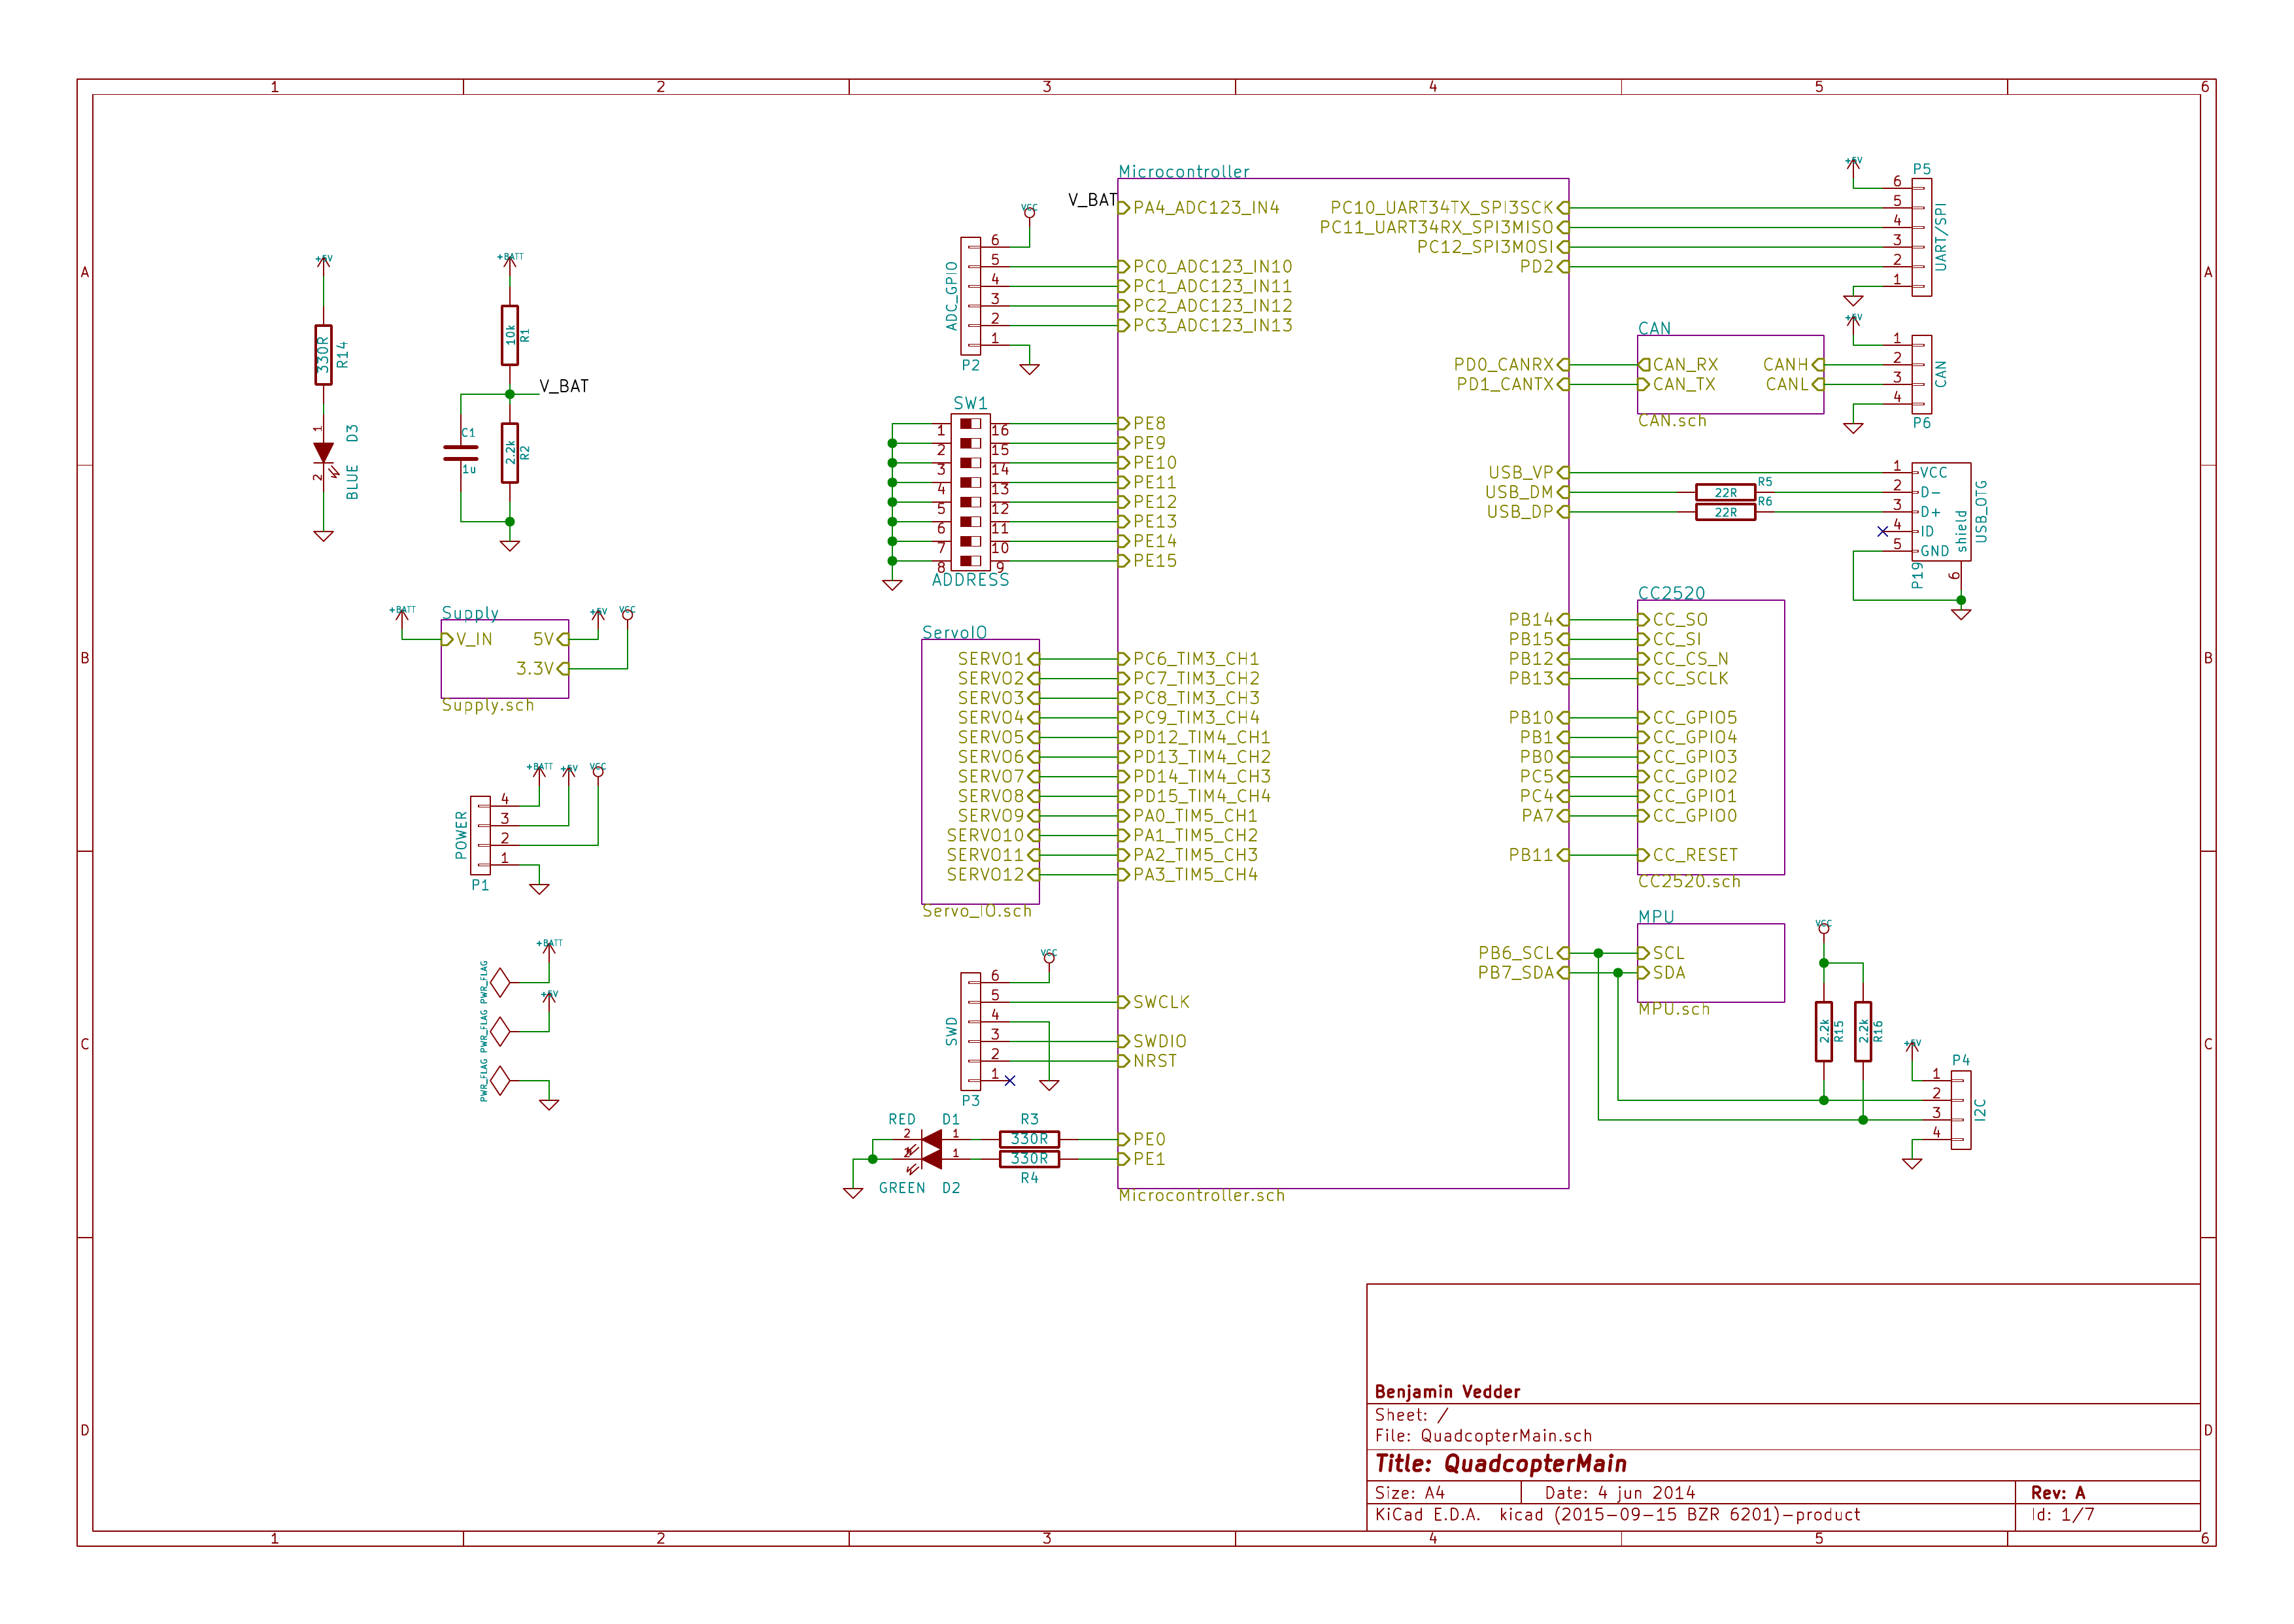 1 2 3 4 5 6
A
B
C
D
+5V
330R
R14
1
D3
2
BLUE
+BATT
10k
R1
V_BAT
C1
1u
2.2k
R2
+BATT
Supply
+5V
VCC
V_IN
5V
3.3V
Supply.sch
+BATT
+5V
VCC
POWER
4
3
2
1
P1
+BATT
PWR_FLAG
+5V
PWR_FLAG
PWR_FLAG
VCC
ADC_GPIO
6
5
4
3
2
1
P2
SW1
1 16
2 15
3 14
4 13
5 12
6 11
7 10
8 9
ADDRESS
ServoIO
SERVO1
SERVO2
SERVO3
SERVO4
SERVO5
SERVO6
SERVO7
SERVO8
SERVO9
SERVO10
SERVO11
SERVO12
Servo_IO.sch
VCC
SWD
6
5
4
3
2
1
P3
RED D1 R3
2 1 330R
2 1 330R
GREEN D2 R4
Microcontroller
V_BAT
PA4_ADC123_IN4
PC0_ADC123_IN10
PC1_ADC123_IN11
PC2_ADC123_IN12
PC3_ADC123_IN13
PE8
PE9
PE10
PE11
PE12
PE13
PE14
PE15
PC6_TIM3_CH1
PC7_TIM3_CH2
PC8_TIM3_CH3
PC9_TIM3_CH4
PD12_TIM4_CH1
PD13_TIM4_CH2
PD14_TIM4_CH3
PD15_TIM4_CH4
PA0_TIM5_CH1
PA1_TIM5_CH2
PA2_TIM5_CH3
PA3_TIM5_CH4
SWCLK
SWDIO
NRST
PE0
PE1
Microcontroller.sch
PC10_UART34TX_SPI3SCK
PC11_UART34RX_SPI3MISO
PC12_SPI3MOSI
PD2
PD0_CANRX
PD1_CANTX
USB_VP
USB_DM
USB_DP
PB14
PB15
PB12
PB13
PB10
PB1
PB0
PC5
PC4
PA7
PB11
PB6_SCL
PB7_SDA
+5V
P5
6
5
4
3
2
1
UART/SPI
CAN
CAN_RX CANH
CAN_TX CANL
CAN.sch
+5V
1
2
3
4
CAN
P6
22R R5
22R R6
1 VCC
2 D-
3 D+
4 ID
5 GND
shield
USB_OTG
P19
6
CC2520
CC_SO
CC_SI
CC_CS_N
CC_SCLK
CC_GPIO5
CC_GPIO4
CC_GPIO3
CC_GPIO2
CC_GPIO1
CC_GPIO0
CC_RESET
CC2520.sch
MPU
SCL
SDA
MPU.sch
VCC
2.2k
R15
2.2k
R16
+5V
P4
1
2
3
4
I2C
Benjamin Vedder
Sheet: /
File: QuadcopterMain.sch
Title: QuadcopterMain
Size: A4 Date: 4 jun 2014 Rev: A
KiCad E.D.A. kicad (2015-09-15 BZR 6201)-product Id: 1/7
A
B
C
D
1 2 3 4 5 6